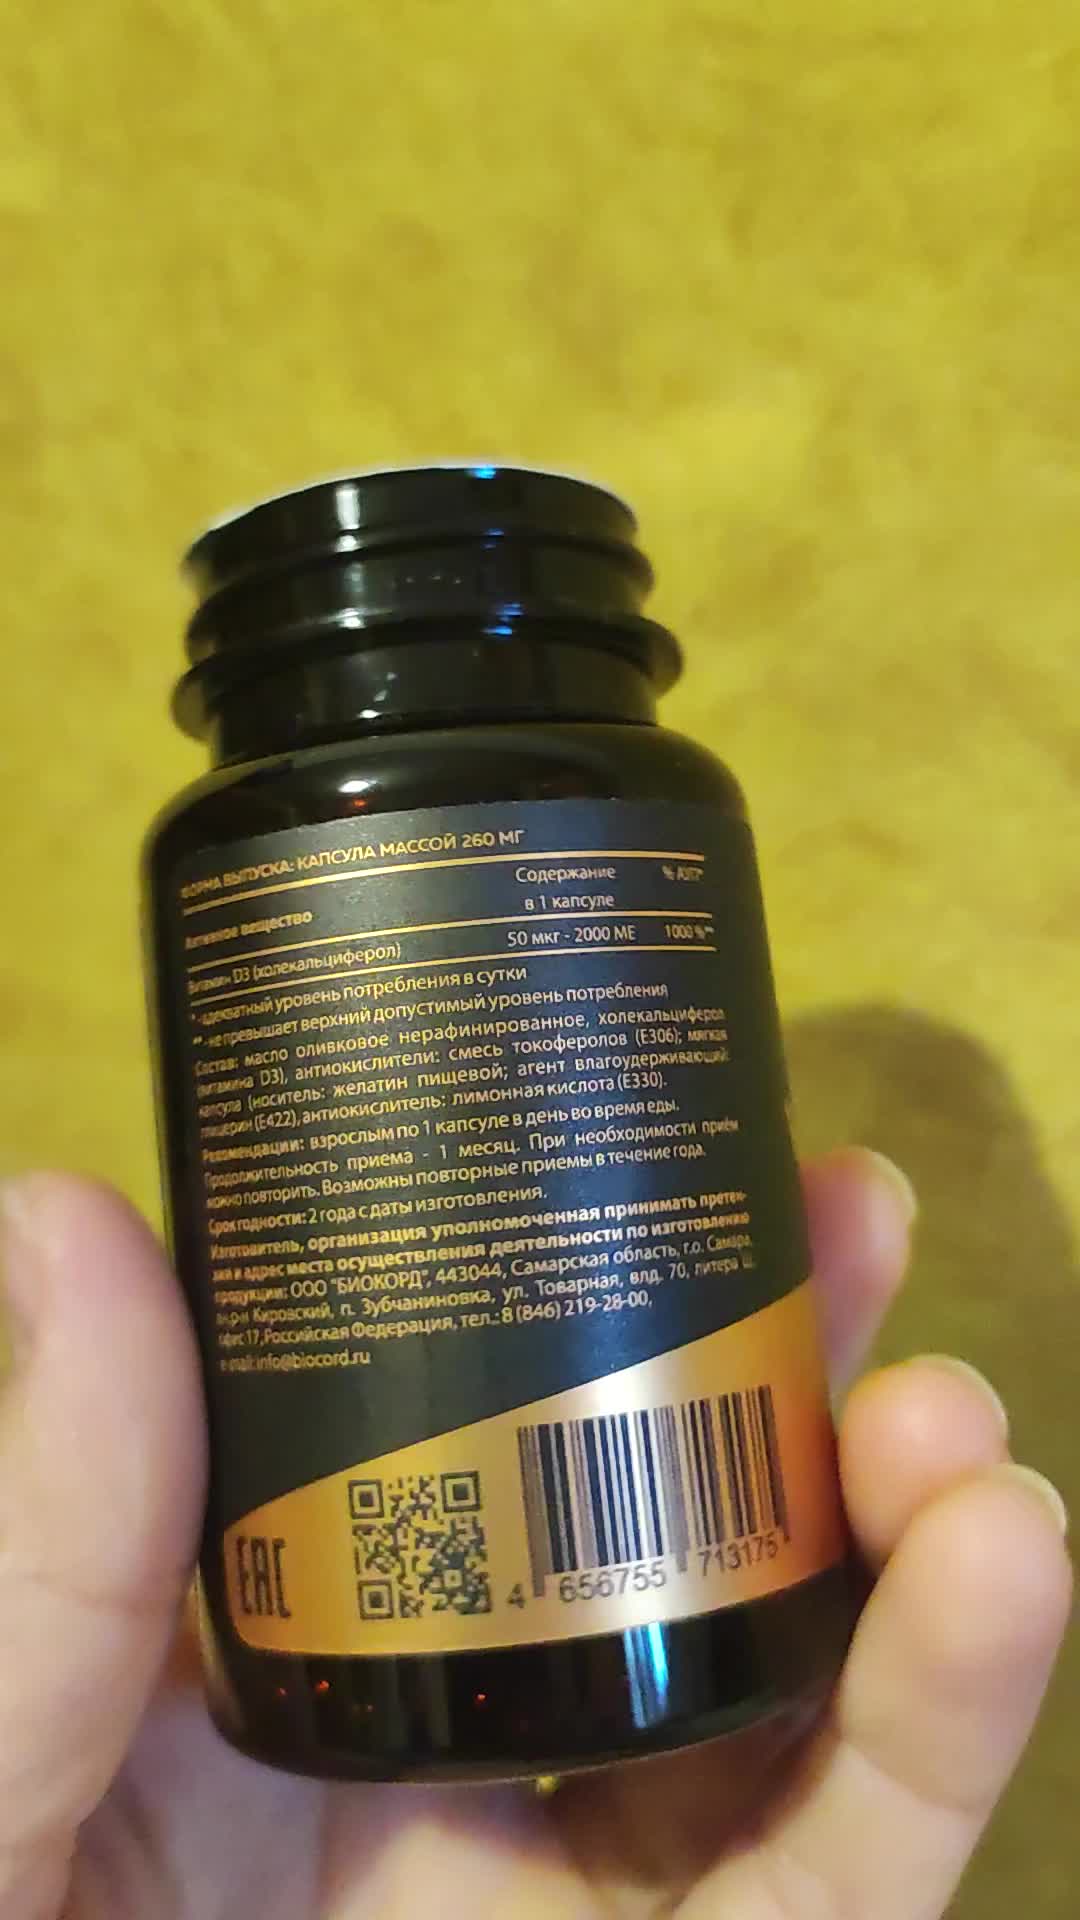 ФОРМА ВЫПУСКА: КАПСУЛА МАССОЙ 260 МГ
Активное вещество Содержание в 1 капсуле % АУП*
Витамин D3 (холекальциферол) 50 мкг - 2000 МЕ 1000 %**
* - адекватный уровень потребления в сутки
** - не превышает верхний допустимый уровень потребления
Состав: масло оливковое нерафинированное, холекальциферол
(витамина D3), антиокислители: смесь токоферолов (Е306); мягкая
капсула (носитель: желатин пищевой; агент влагоудерживающий:
глицерин (Е422), антиокислитель: лимонная кислота (Е330).
Рекомендации: взрослым по 1 капсуле в день во время еды.
Продолжительность приема - 1 месяц. При необходимости приём
можно повторить. Возможны повторные приемы в течение года.
Срок годности: 2 года с даты изготовления.
Изготовитель, организация уполномоченная принимать претен-
зии и адрес места осуществления деятельности по изготовлению
продукции: ООО "БИОКОРД", 443044, Самарская область, г.о. Самара,
вн.р-н Кировский, п. Зубчаниновка, ул. Товарная, влд. 70, литера Ш,
офис 17, Российская Федерация, тел.: 8 (846) 219-28-00,
e-mail: info@biocord.ru
EAC
4 656755 713175